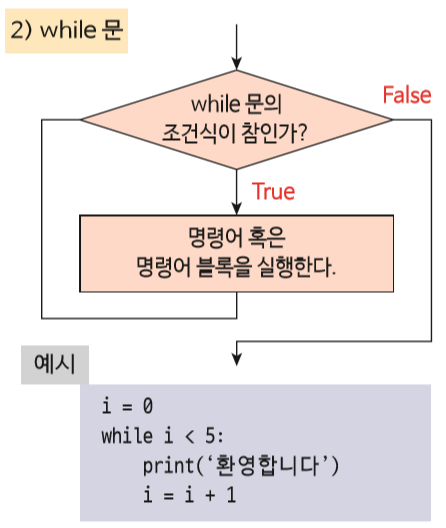 2) while 문
while 문의
조건식이 참인가?
False
True
명령어 혹은
명령어 블록을 실행한다.
예시
i = 0
while i < 5:
    print(‘환영합니다’)
    i = i + 1